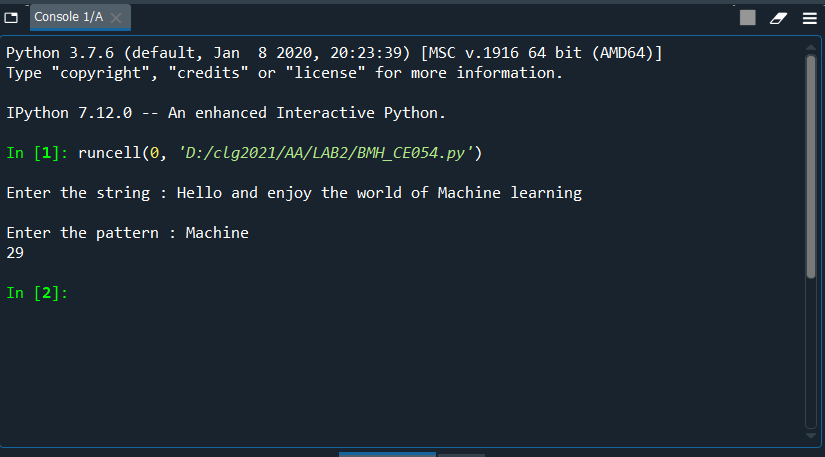 Console 1/A
Python 3.7.6 (default, Jan  8 2020, 20:23:39) [MSC v.1916 64 bit (AMD64)]
Type "copyright", "credits" or "license" for more information.
IPython 7.12.0 -- An enhanced Interactive Python.
In [1]: runcell(0, 'D:/clg2021/AA/LAB2/BMH_CE054.py')
Enter the string : Hello and enjoy the world of Machine learning
Enter the pattern : Machine
29
In [2]: